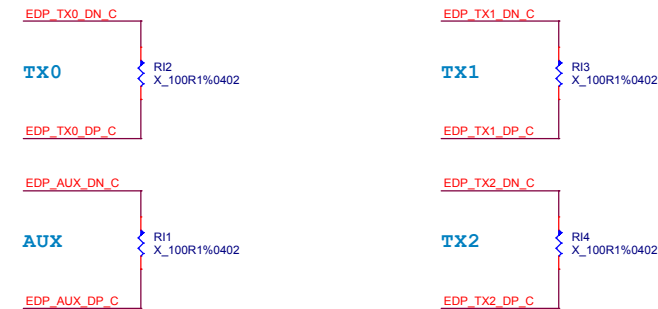 EDP_TX0_DN_C
TX0
RI2
X_100R1%0402
EDP_TX0_DP_C
EDP_TX1_DN_C
TX1
RI3
X_100R1%0402
EDP_TX1_DP_C
EDP_AUX_DN_C
AUX
RI1
X_100R1%0402
EDP_AUX_DP_C
EDP_TX2_DN_C
TX2
RI4
X_100R1%0402
EDP_TX2_DP_C